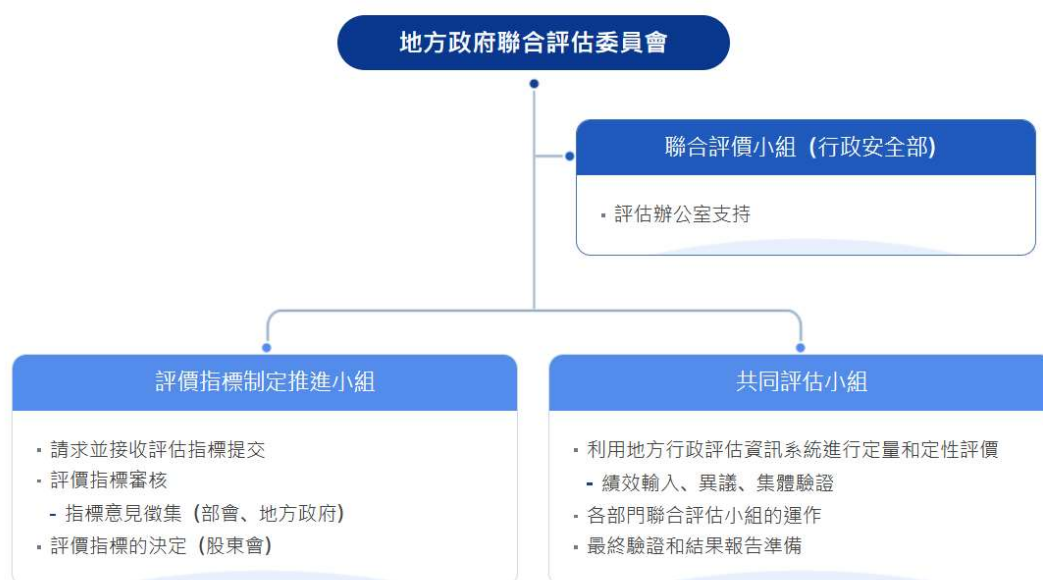 地方政府聯合評估委員會
聯合評價小組 (行政安全部)
▪ 評估辦公室支持
評價指標制定推進小組
▪ 請求並接收評估指標提交
▪ 評價指標審核
- 指標意見徵集 (部會、地方政府)
▪ 評價指標的決定 (股東會)
共同評估小組
▪ 利用地方行政評估資訊系統進行定量和定性評價
- 績效輸入、異議、集體驗證
▪ 各部門聯合評估小組的運作
▪ 最終驗證和結果報告準備